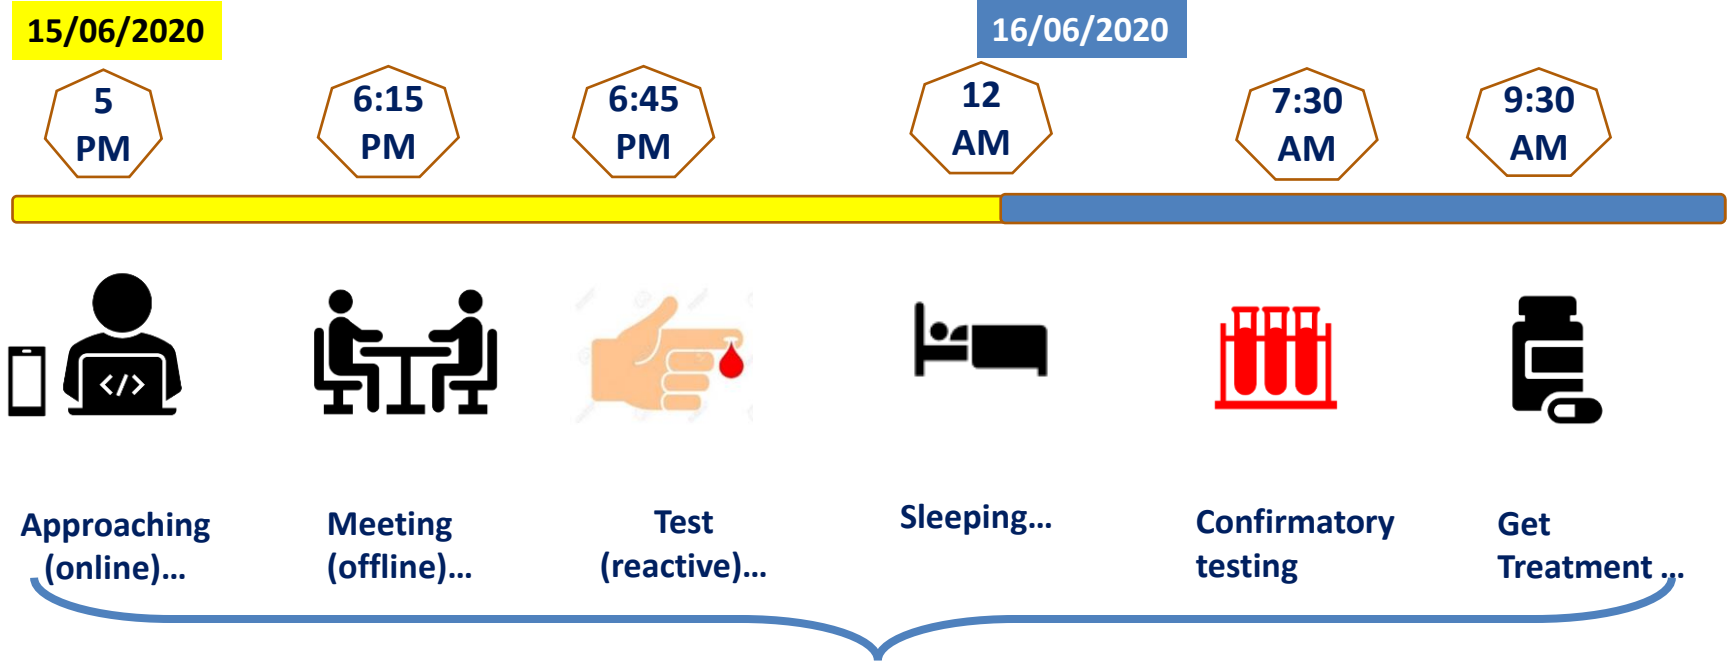 15/06/2020
16/06/2020
5
PM
6:15
PM
6:45
PM
12
AM
7:30
AM
9:30
AM
</>
Approaching
(online)...
Meeting
(offline)...
Test
(reactive)...
Sleeping...
Confirmatory
testing
Get
Treatment ...